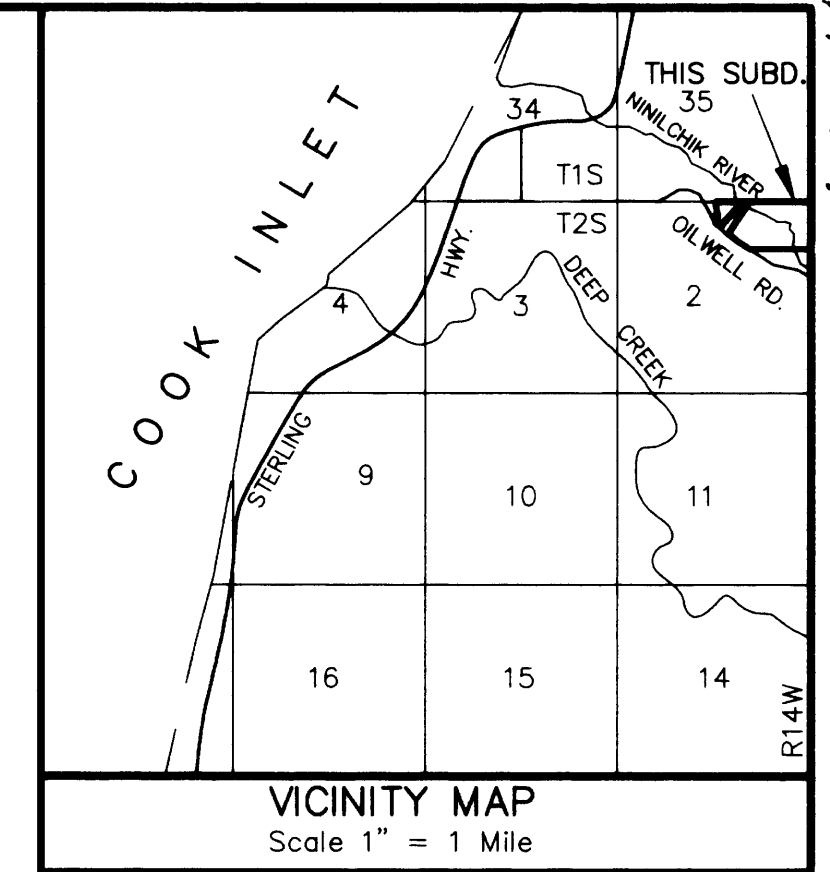 THIS SUBD.
35
34
NINILCHIK RIVER
T1S
T2S
OILWELL RD.
COOK INLET
HWY.
DEEP
CREEK
4
3
2
STERLING
9
10
11
16
15
14
R14W
VICINITY MAP
Scale 1" = 1 Mile